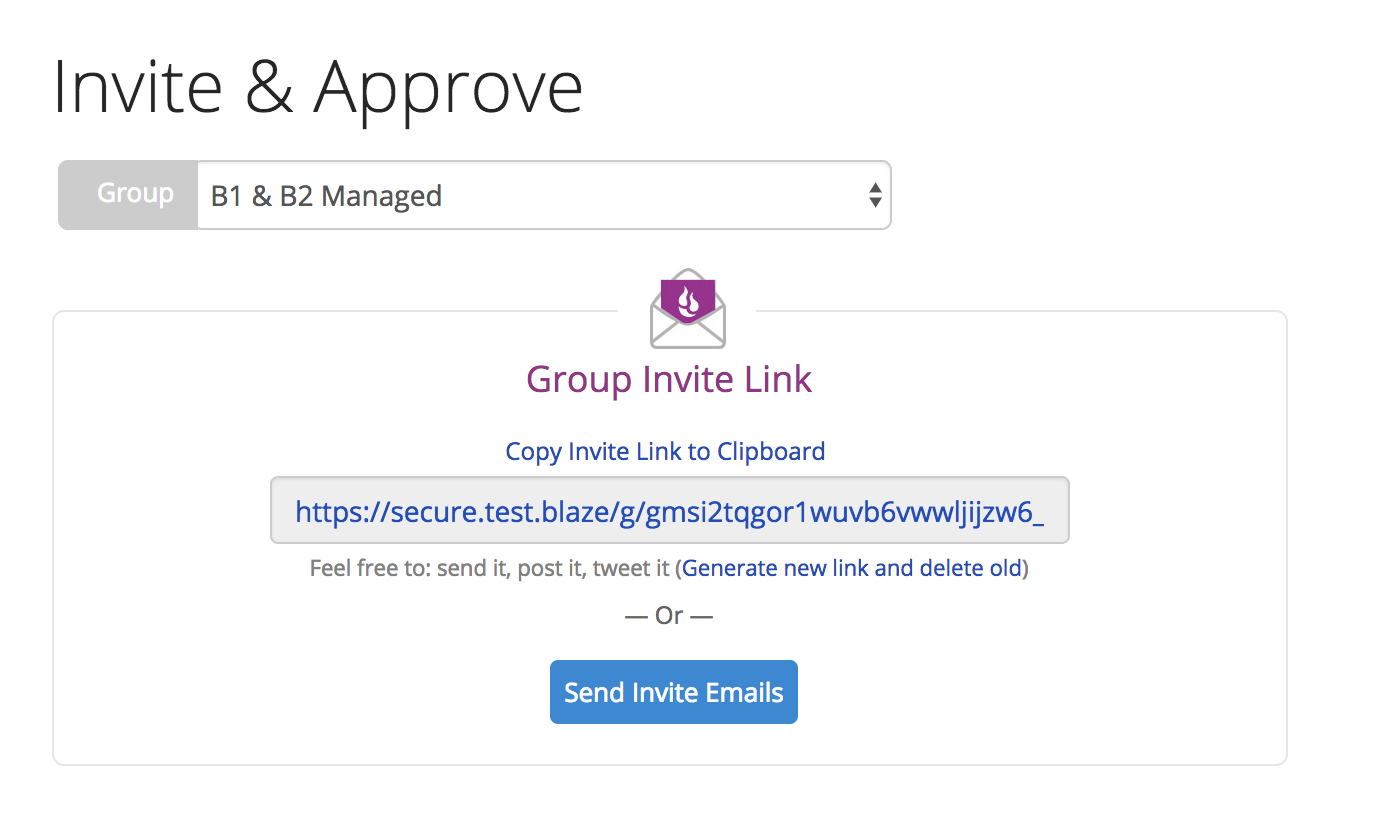 Invite & Approve
Group B1 & B2 Managed
Group Invite Link
Copy Invite Link to Clipboard
https://secure.test.blaze/g/gmsi2tqgor1wuvb6vwwljijzw6_
Feel free to: send it, post it, tweet it (Generate new link and delete old)
— Or —
Send Invite Emails